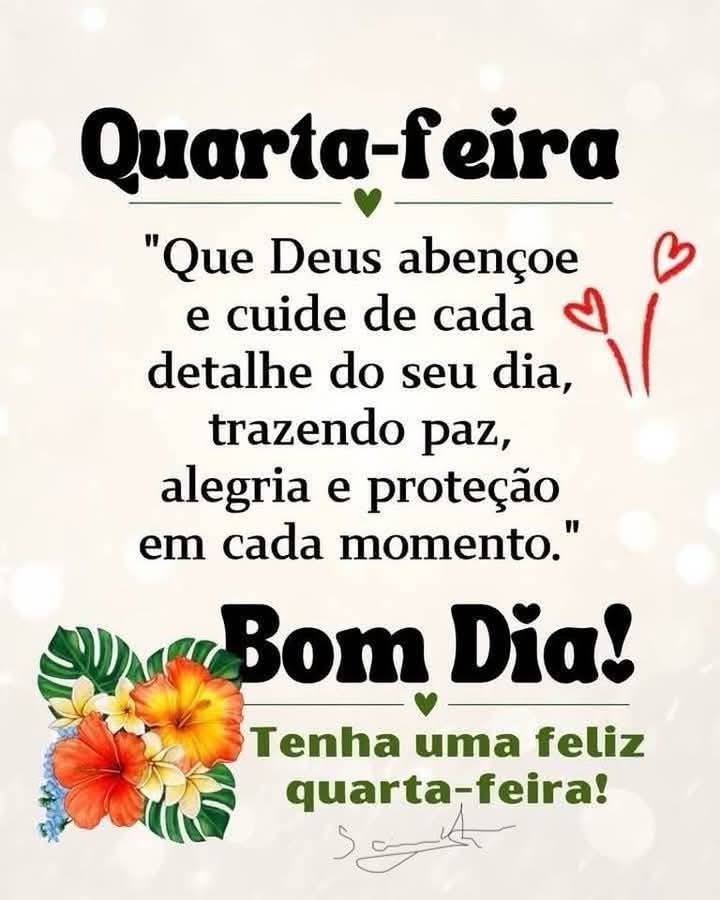 Quarta-feira
"Que Deus abençoe
e cuide de cada
detalhe do seu dia,
trazendo paz,
alegria e proteção
em cada momento."
Bom Dia!
Tenha uma feliz
quarta-feira!